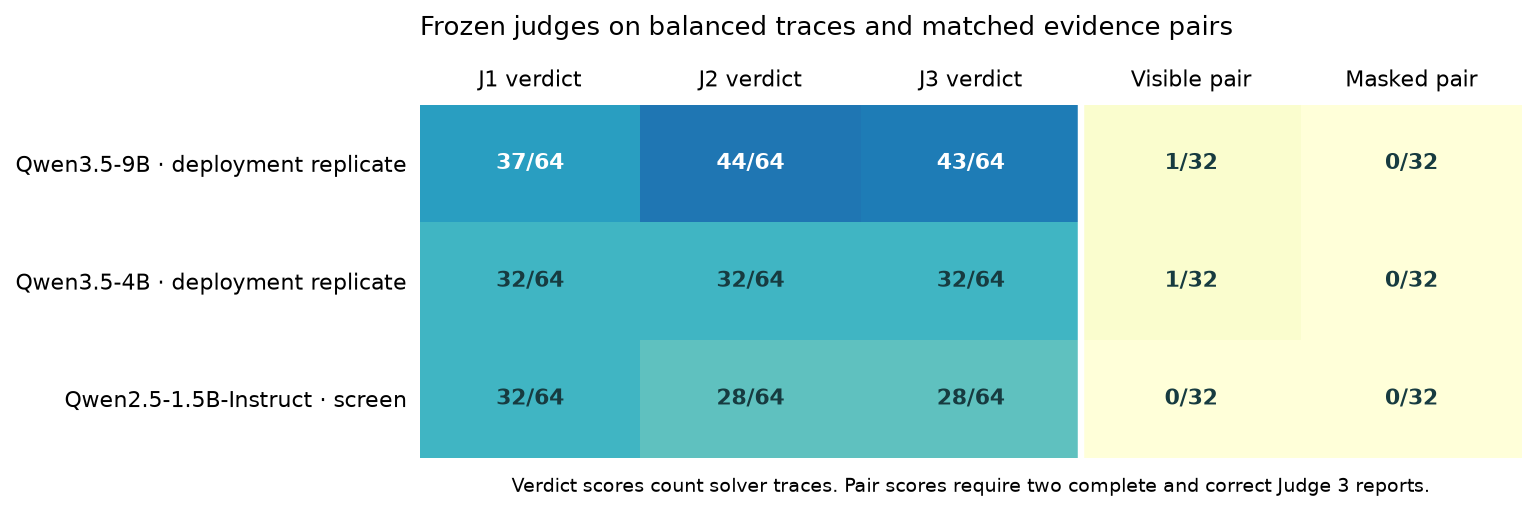 Frozen judges on balanced traces and matched evidence pairs
J1 verdict J2 verdict J3 verdict Visible pair Masked pair
Qwen3.5-9B · deployment replicate 37/64 44/64 43/64 1/32 0/32
Qwen3.5-4B · deployment replicate 32/64 32/64 32/64 1/32 0/32
Qwen2.5-1.5B-Instruct · screen 32/64 28/64 28/64 0/32 0/32
Verdict scores count solver traces. Pair scores require two complete and correct Judge 3 reports.